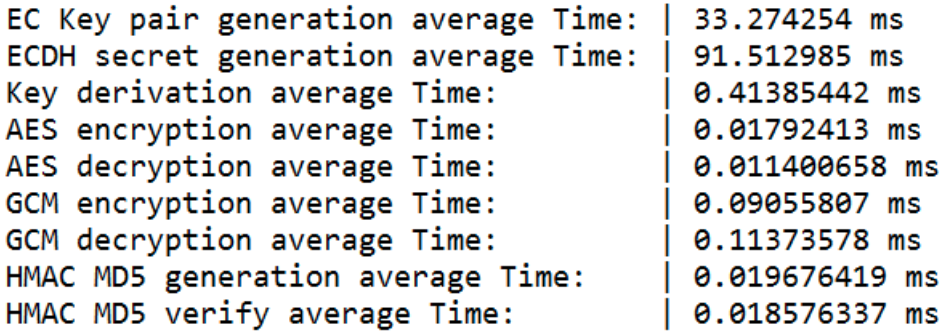 EC Key pair generation average Time: | 33.274254 ms
ECDH secret generation average Time: | 91.512985 ms
Key derivation average Time:         | 0.41385442 ms
AES encryption average Time:         | 0.01792413 ms
AES decryption average Time:         | 0.011400658 ms
GCM encryption average Time:         | 0.09055807 ms
GCM decryption average Time:         | 0.11373578 ms
HMAC MD5 generation average Time:    | 0.019676419 ms
HMAC MD5 verify average Time:        | 0.018576337 ms